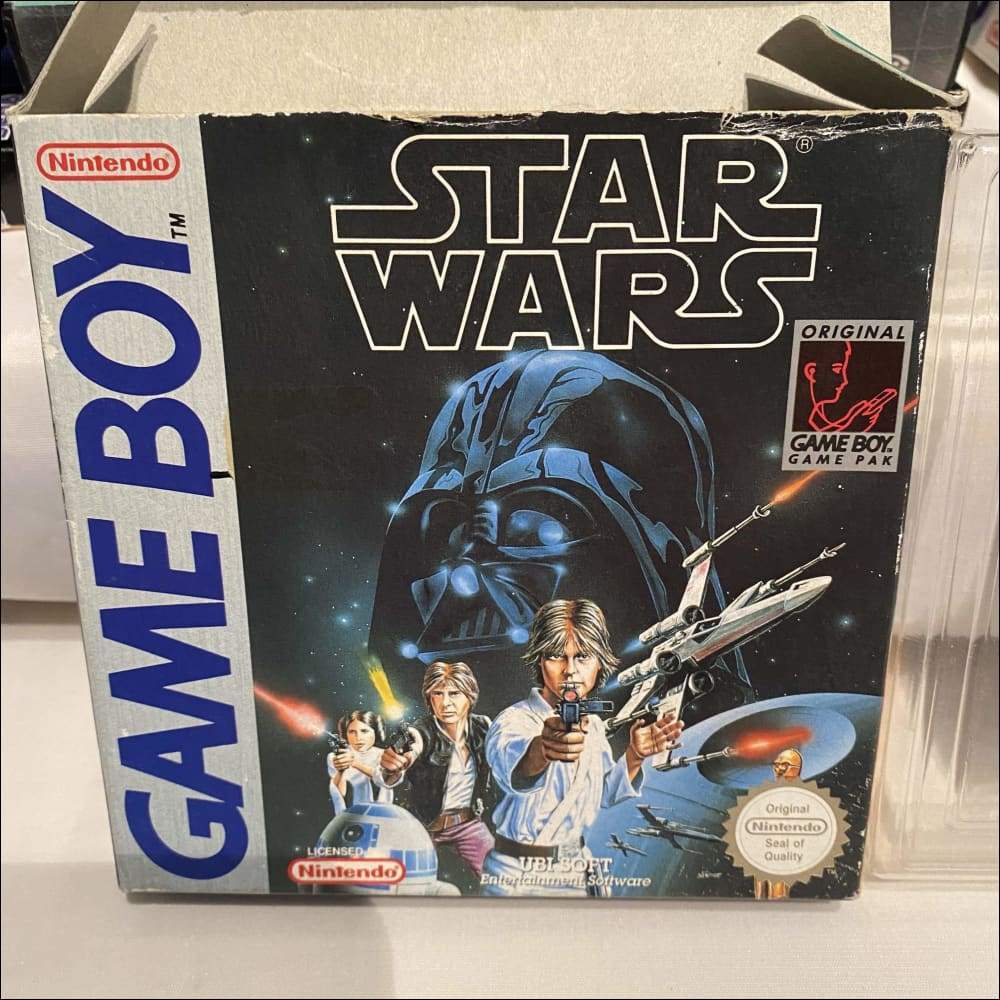 Nintendo
GAME BOY™
STAR
WARS®
ORIGINAL
GAME BOY™
GAME PAK
LICENSED
Nintendo
UBI SOFT
Entertainment Software
Original
Nintendo
Seal of
Quality